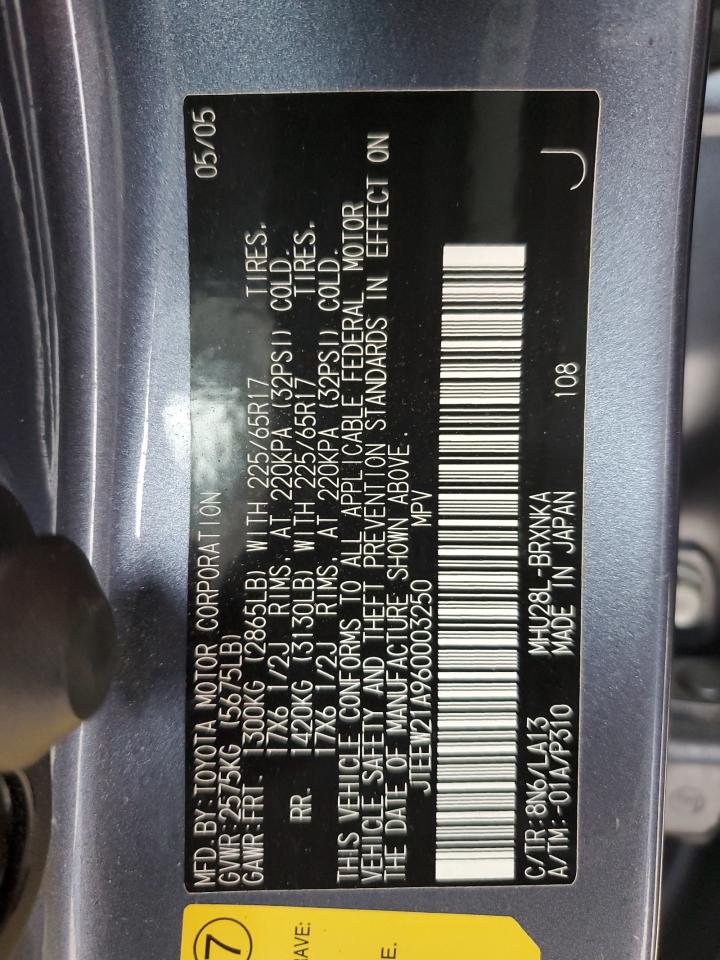 MFD. BY: TOYOTA MOTOR CORPORATION 05/05
GVWR: 2575KG (5675LB)
GAWR: FRT. 1300KG (2865LB) WITH 225/65R17 TIRES,
17X6 1/2J RIMS, AT 220KPA (32PSI) COLD.
RR. 1420KG (3130LB) WITH 225/65R17 TIRES,
17X6 1/2J RIMS, AT 220KPA (32PSI) COLD.
THIS VEHICLE CONFORMS TO ALL APPLICABLE FEDERAL MOTOR
VEHICLE SAFETY AND THEFT PREVENTION STANDARDS IN EFFECT ON
THE DATE OF MANUFACTURE SHOWN ABOVE.
JTEEW21A960003250 MPV
C/TR: 8N6/LA13 MHU28L-BRXNKA 108
A/TM: -01A/P310 MADE IN JAPAN J
7
RAVE:
E.